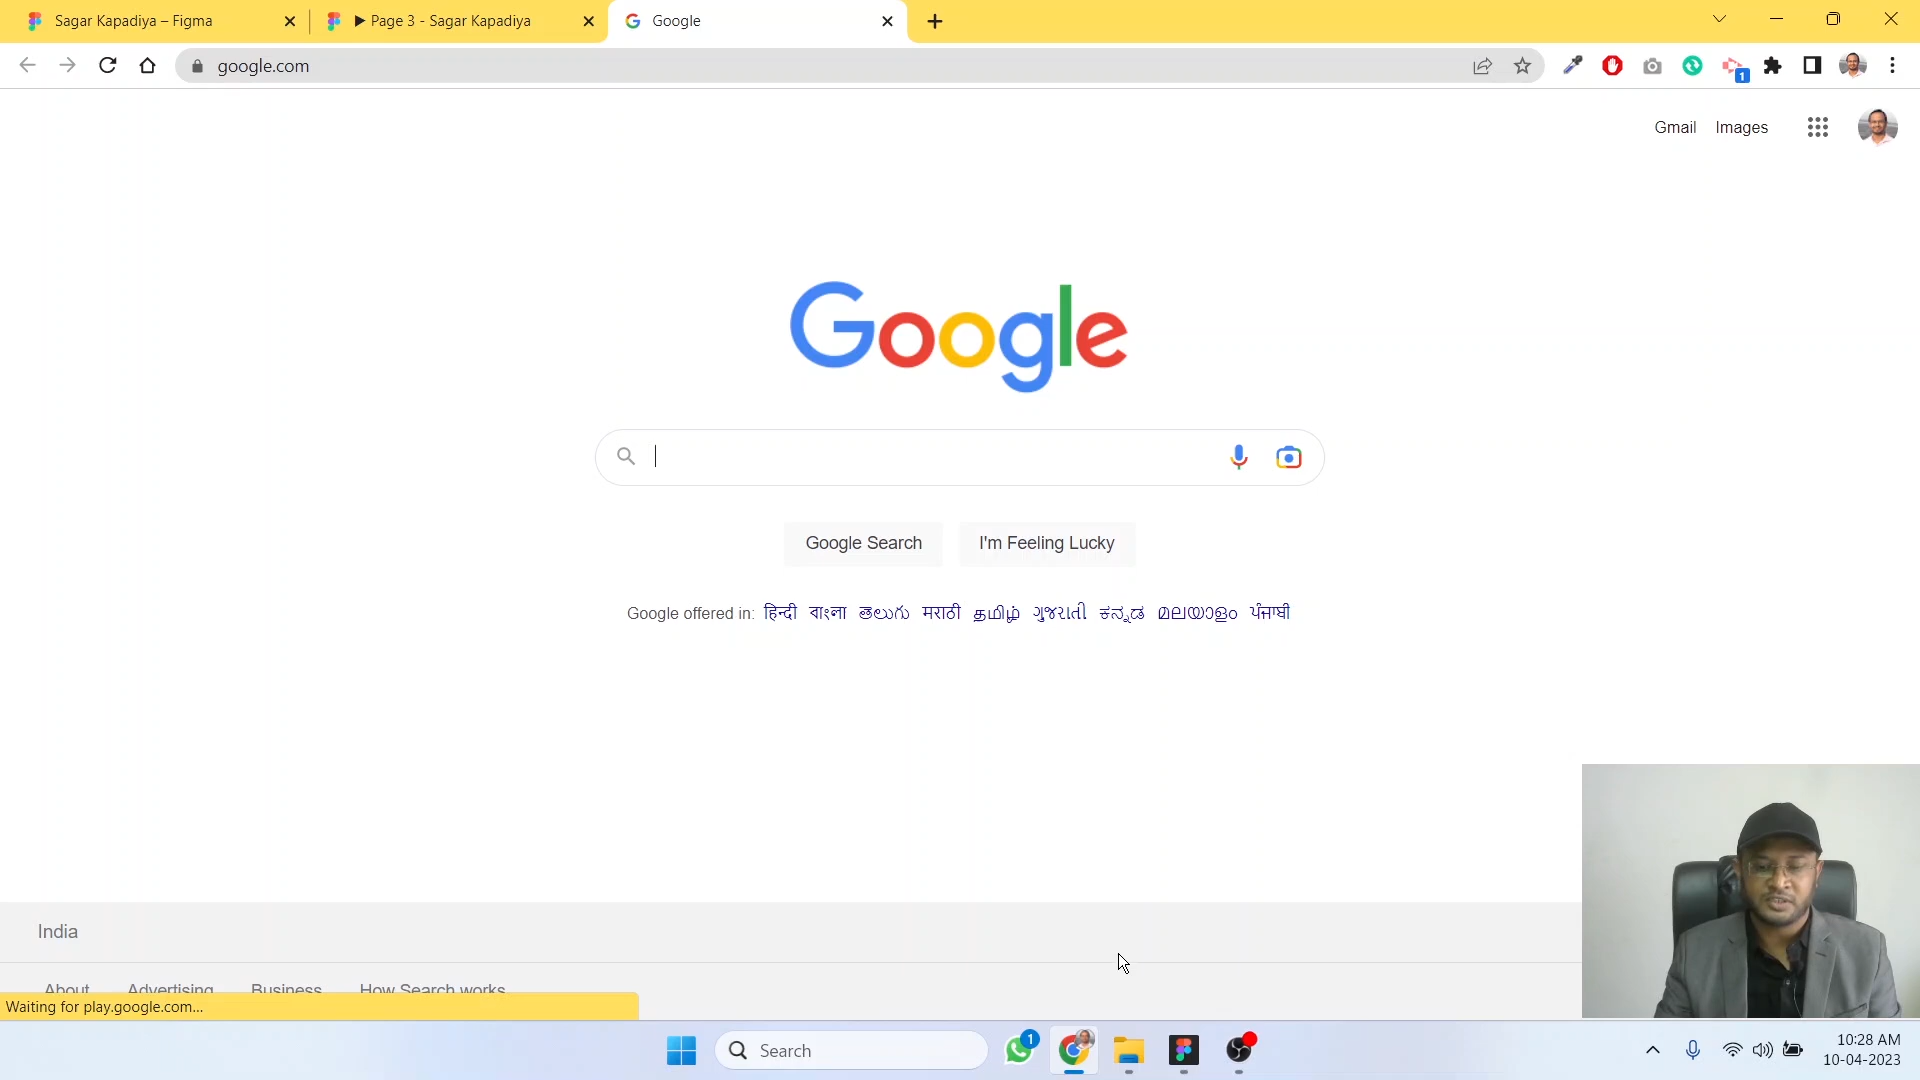 Sagar Kapadiya – Figma
Page 3 - Sagar Kapadiya
Google
google.com
1
Gmail Images
Google
Google Search I'm Feeling Lucky
Google offered in: हिन्दी বাংলা తెలుగు मराठी தமிழ் ગુજરાતી ಕನ್ನಡ മലയാളം ਪੰਜਾਬੀ
India
About Advertising Business How Search works
Waiting for play.google.com...
Search
1
10:28 AM
10-04-2023